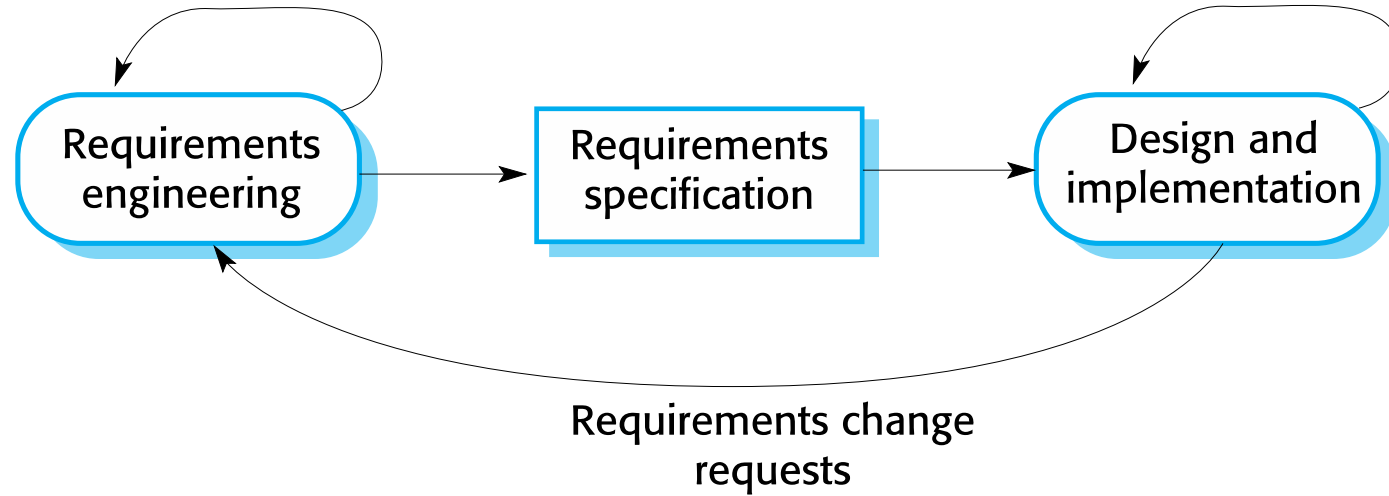 Requirements
engineering
Requirements
specification
Design and
implementation
Requirements change
requests